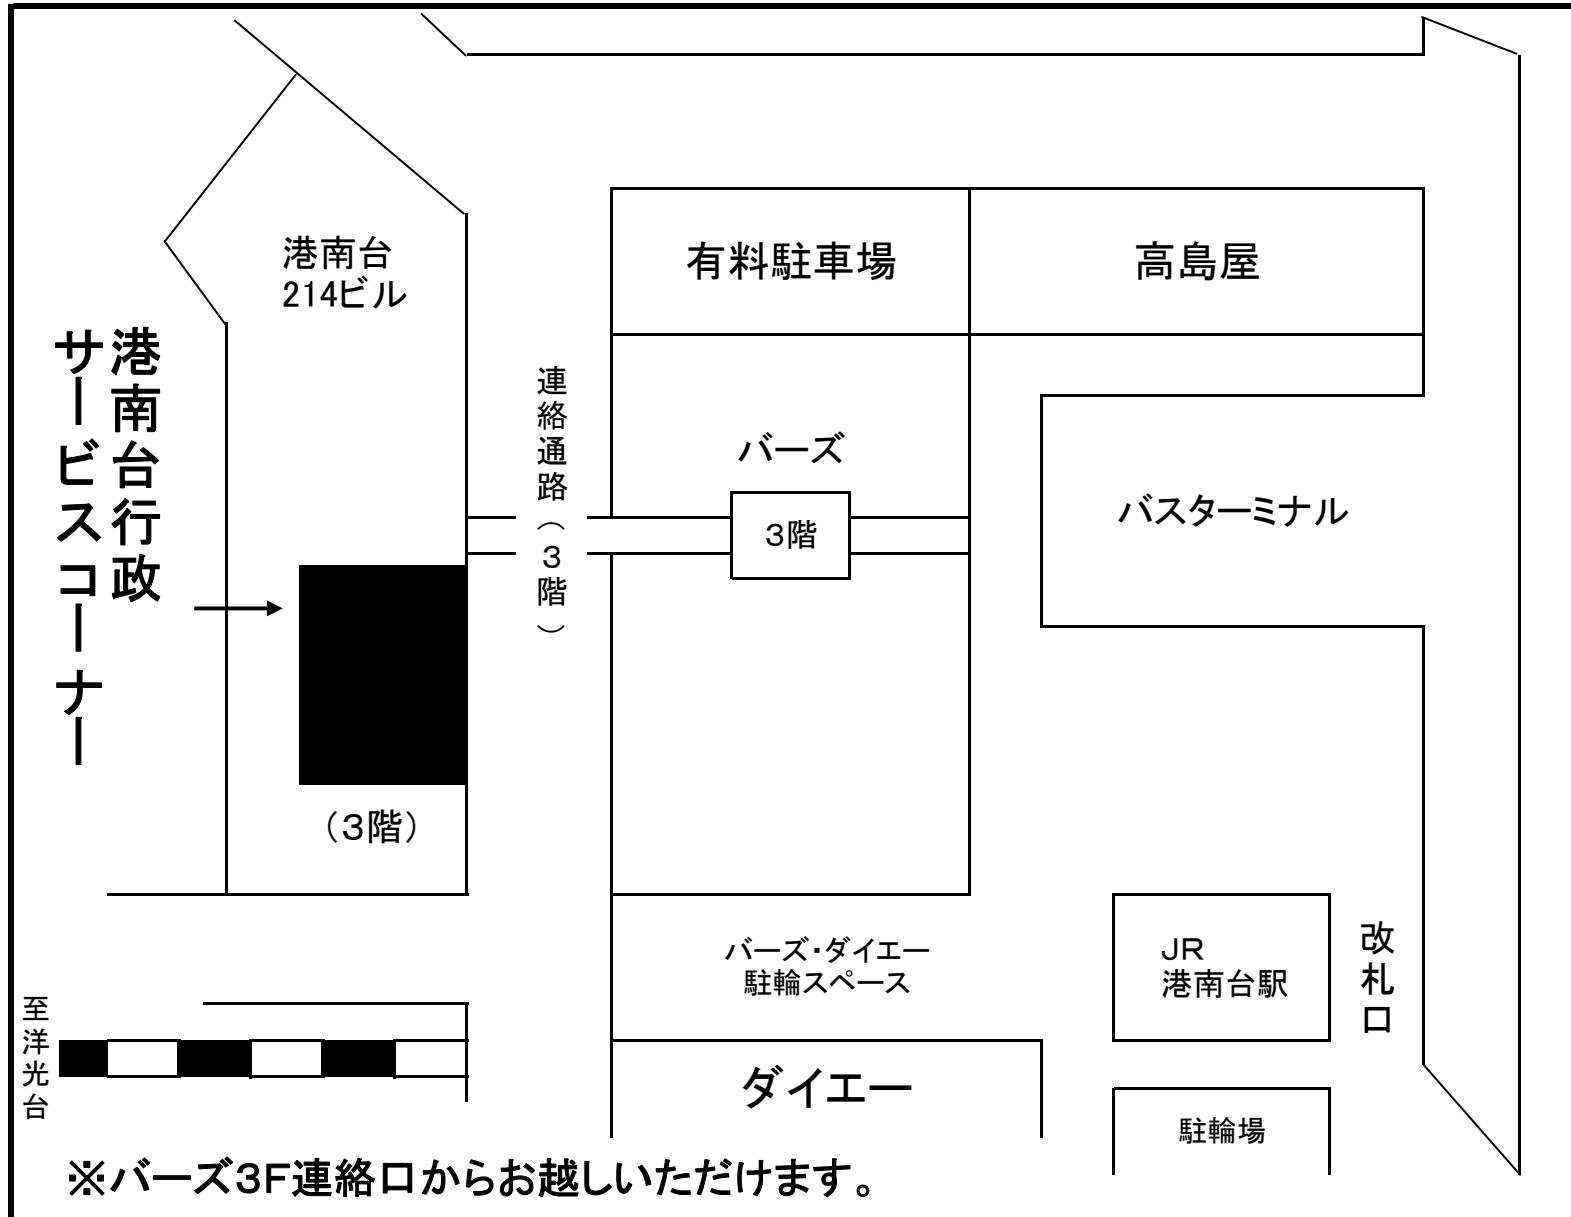 港南台
214ビル
有料駐車場
高島屋
港南台行政
サービスコーナー
連絡通路(3階)
バーズ
3階
バスターミナル
(3階)
バーズ・ダイエー
駐輪スペース
JR
港南台駅
改札口
至洋光台
ダイエー
駐輪場
※バーズ3F連絡口からお越しいただけます。